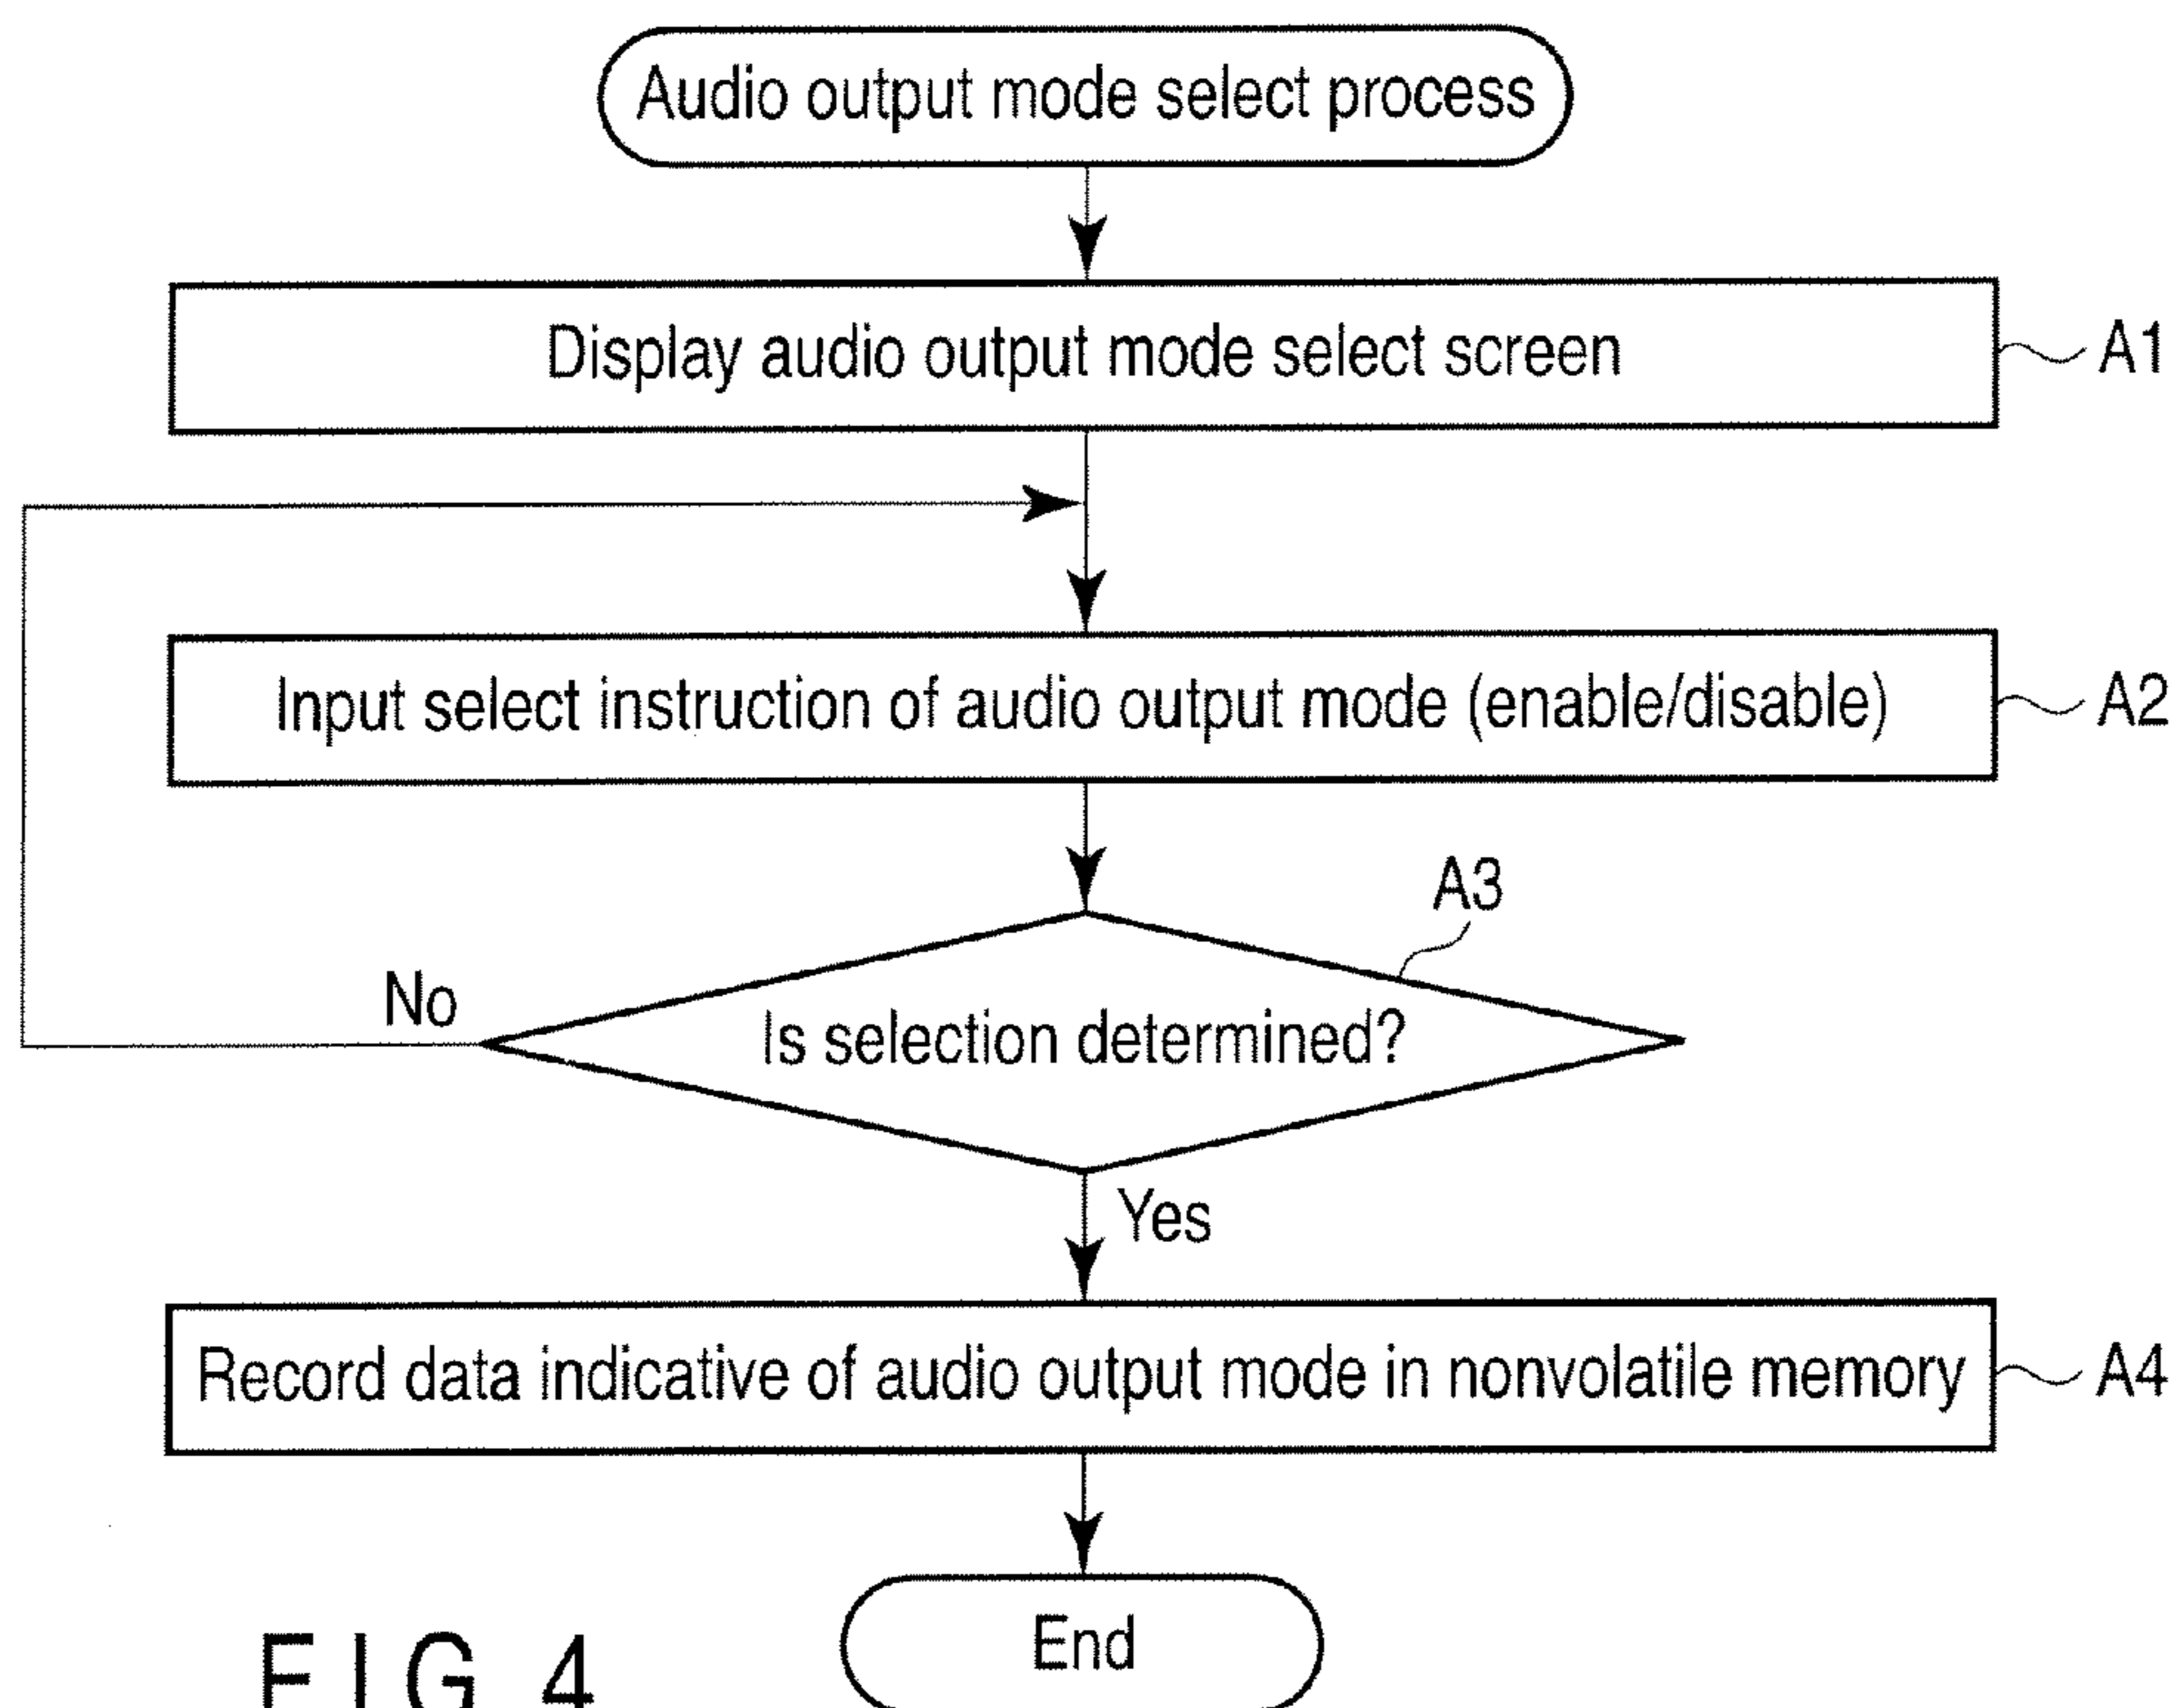 Audio output mode select process
Display audio output mode select screen
A1
Input select instruction of audio output mode (enable/disable)
A2
A3
No
Is selection determined?
Yes
Record data indicative of audio output mode in nonvolatile memory
A4
End
FIG. 4